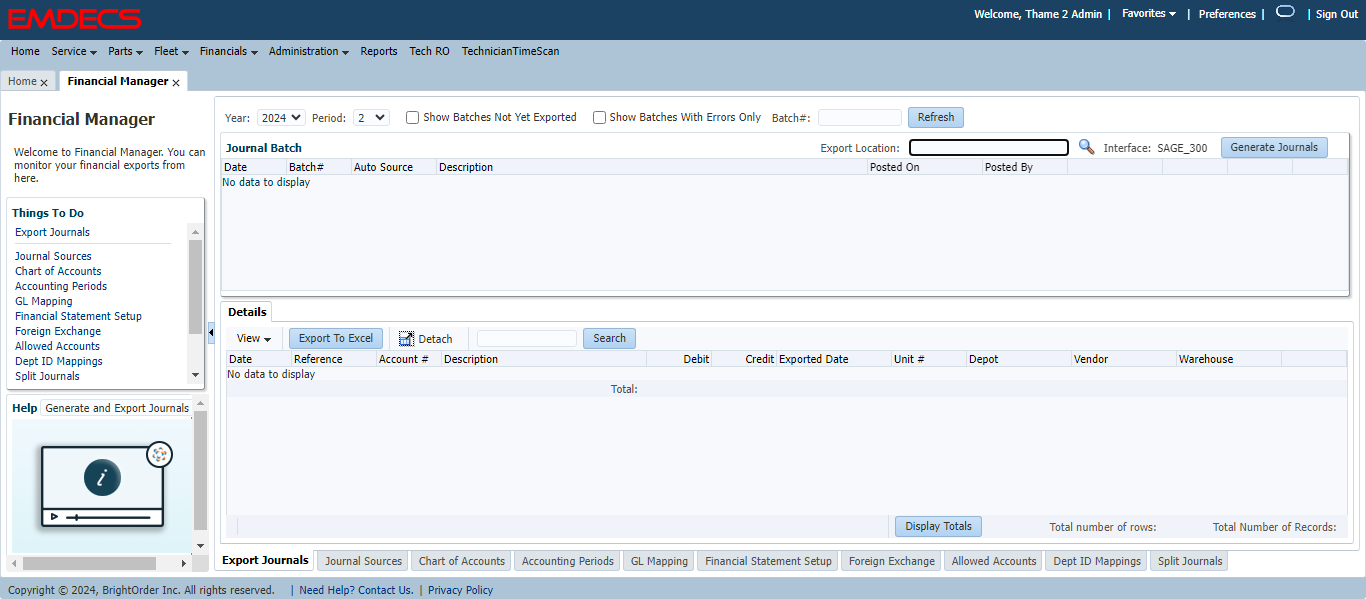 EMDECS
Welcome, Thame 2 Admin | Favorites | Preferences | | Sign Out
Home Service Parts Fleet Financials Administration Reports Tech RO TechnicianTimeScan
Home x Financial Manager x
Financial Manager
Welcome to Financial Manager. You can
monitor your financial exports from
here.
Things To Do
Export Journals
Journal Sources
Chart of Accounts
Accounting Periods
GL Mapping
Financial Statement Setup
Foreign Exchange
Allowed Accounts
Dept ID Mappings
Split Journals
Help Generate and Export Journals
i
Year: 2024 Period: 2 Show Batches Not Yet Exported Show Batches With Errors Only Batch#: Refresh
Journal Batch Export Location: Interface: SAGE_300 Generate Journals
Date Batch# Auto Source Description Posted On Posted By
No data to display
Details
View Export To Excel Detach Search
Date Reference Account # Description Debit Credit Exported Date Unit # Depot Vendor Warehouse
No data to display
Total:
Display Totals Total number of rows: Total Number of Records:
Export Journals Journal Sources Chart of Accounts Accounting Periods GL Mapping Financial Statement Setup Foreign Exchange Allowed Accounts Dept ID Mappings Split Journals
Copyright © 2024, BrightOrder Inc. All rights reserved. | Need Help? Contact Us. | Privacy Policy